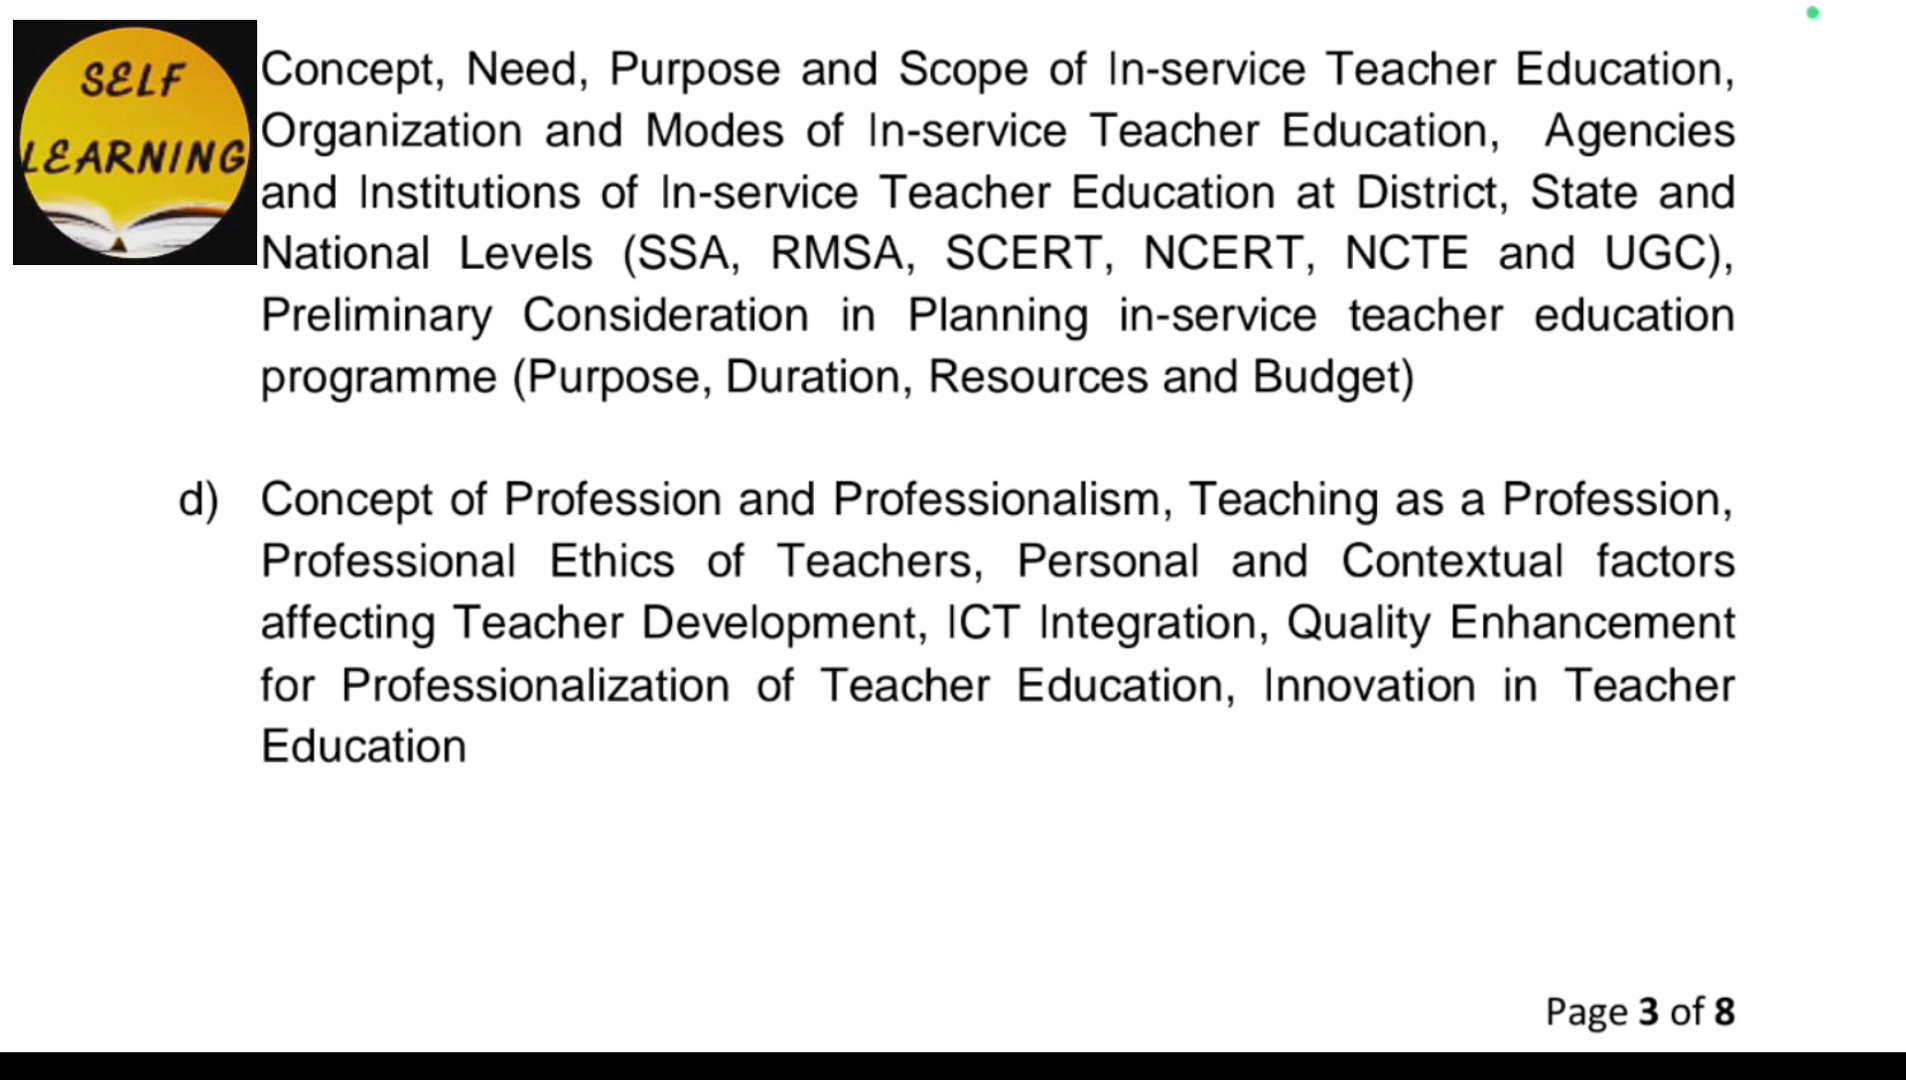 SELF
LEARNING
Concept, Need, Purpose and Scope of In-service Teacher Education,
Organization and Modes of In-service Teacher Education, Agencies
and Institutions of In-service Teacher Education at District, State and
National Levels (SSA, RMSA, SCERT, NCERT, NCTE and UGC),
Preliminary Consideration in Planning in-service teacher education
programme (Purpose, Duration, Resources and Budget)
d) Concept of Profession and Professionalism, Teaching as a Profession,
Professional Ethics of Teachers, Personal and Contextual factors
affecting Teacher Development, ICT Integration, Quality Enhancement
for Professionalization of Teacher Education, Innovation in Teacher
Education
Page 3 of 8